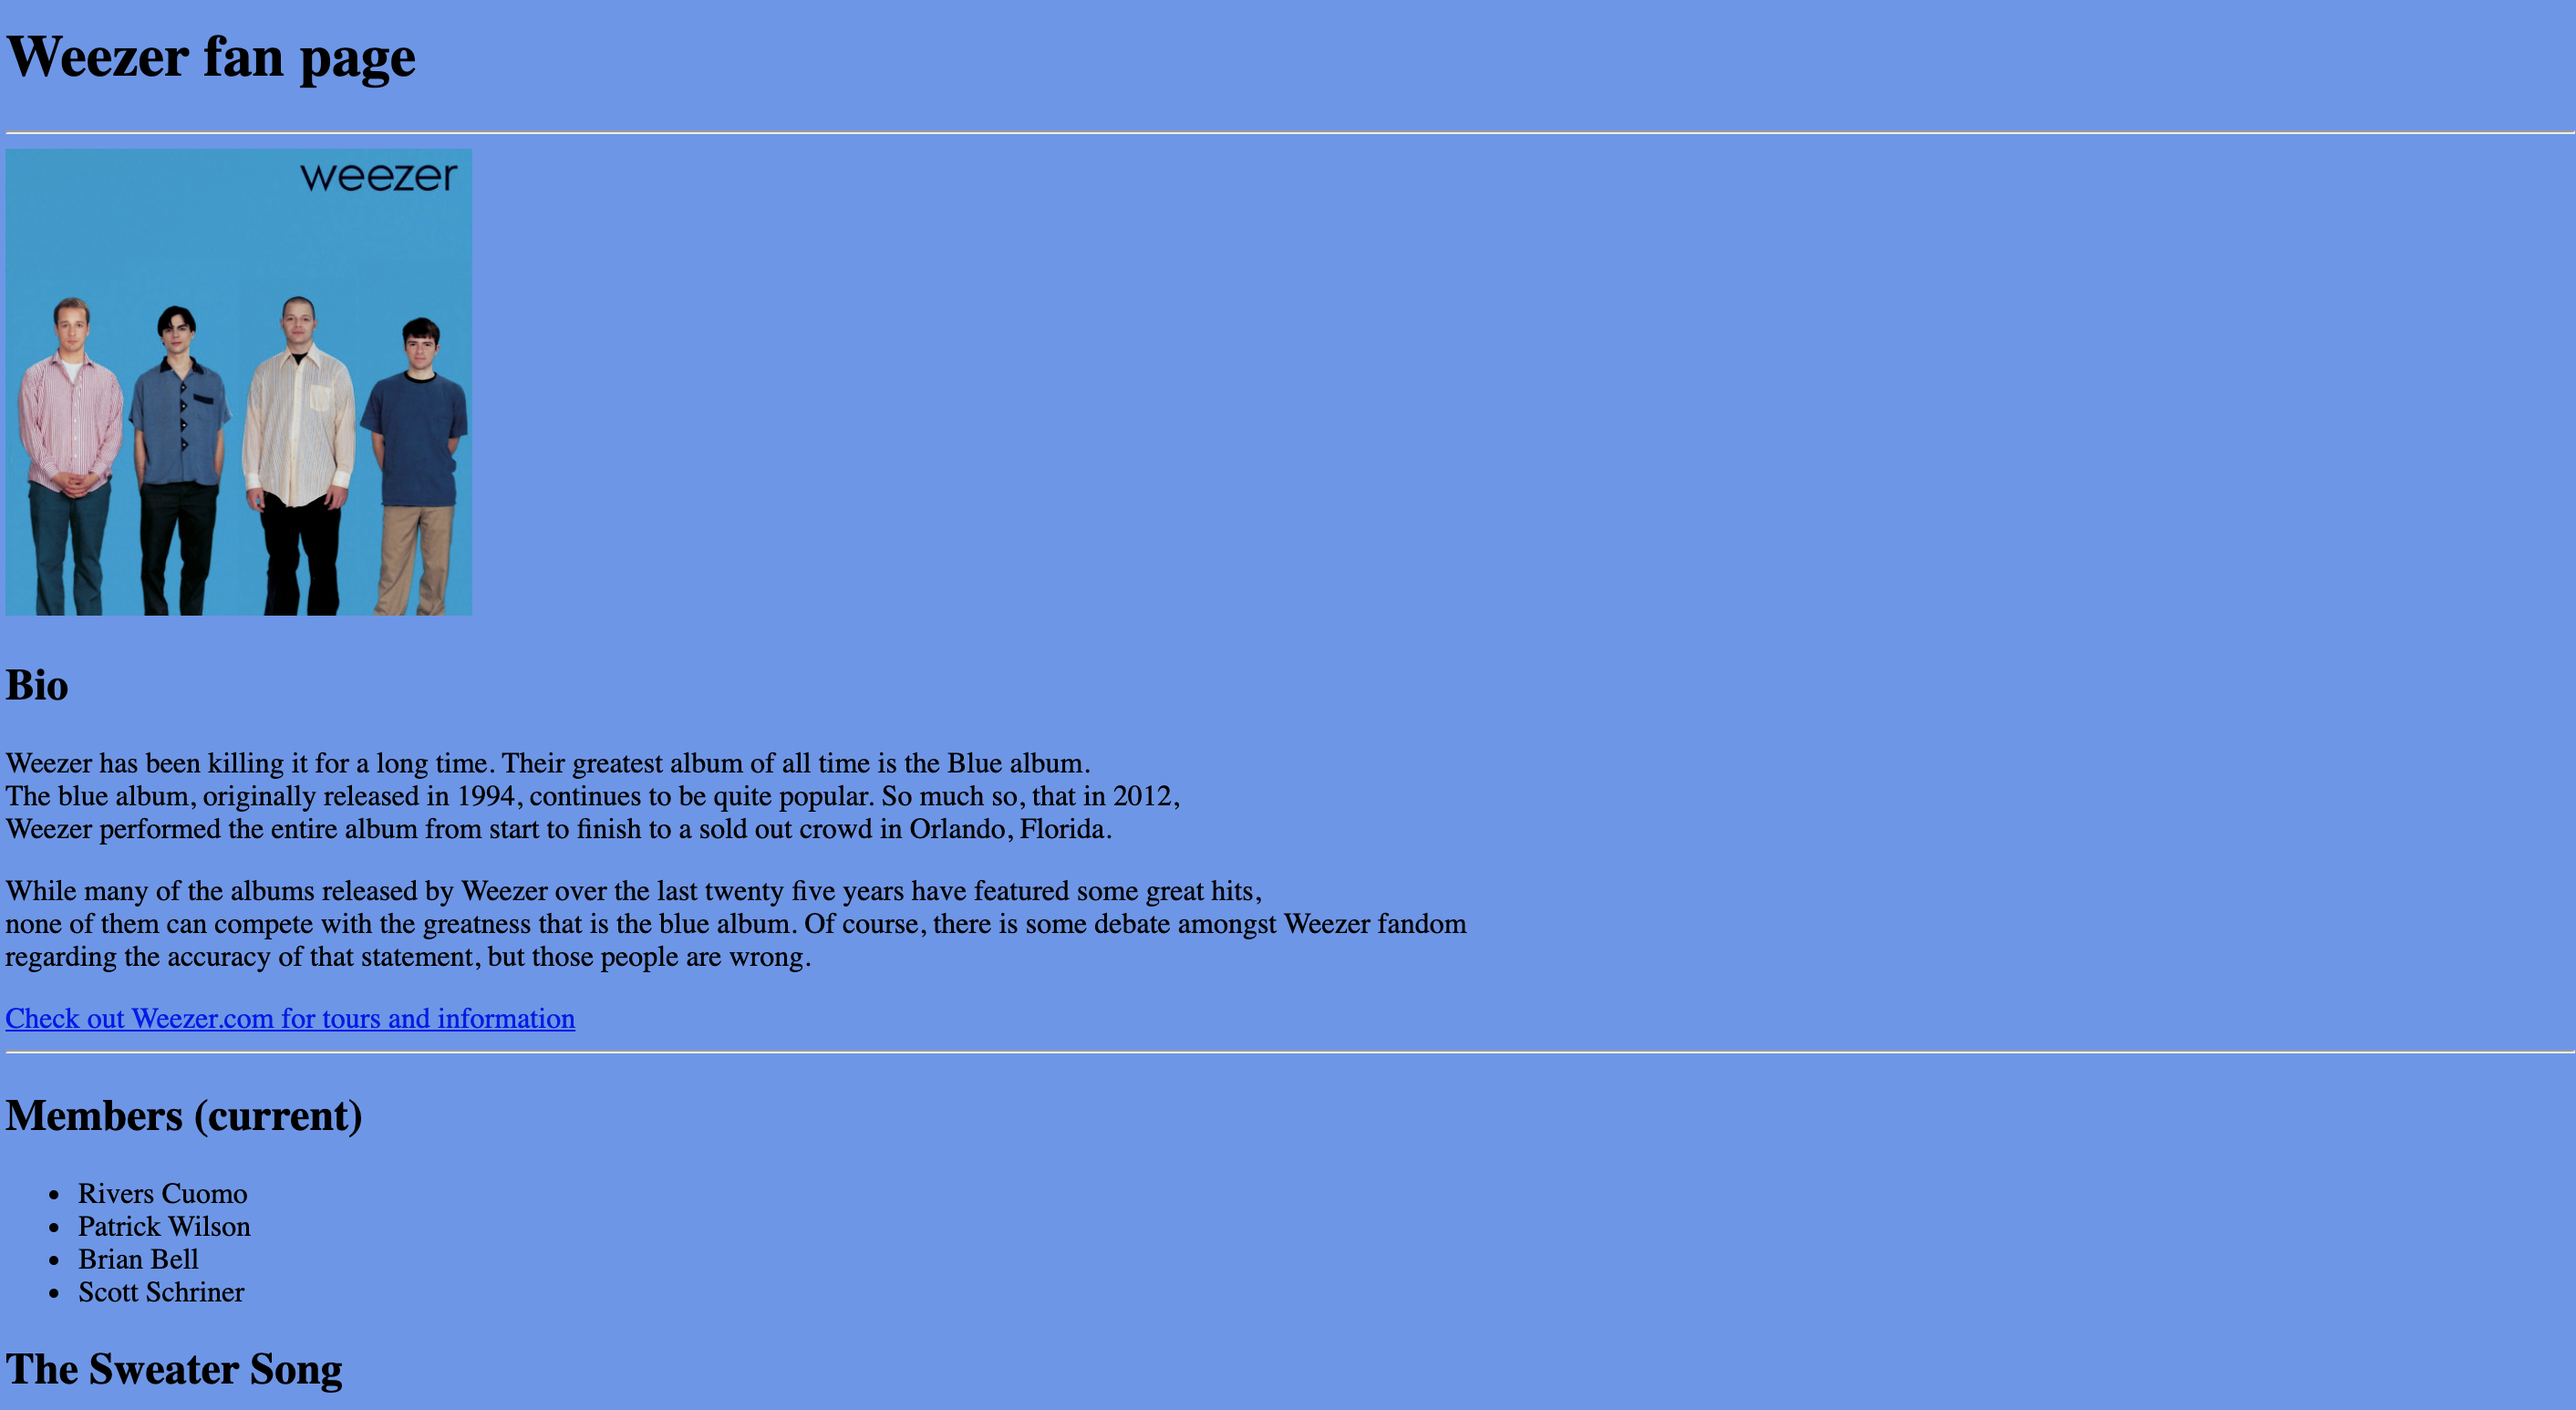 Weezer fan page
weezer
Bio
Weezer has been killing it for a long time. Their greatest album of all time is the Blue album.
The blue album, originally released in 1994, continues to be quite popular. So much so, that in 2012,
Weezer performed the entire album from start to finish to a sold out crowd in Orlando, Florida.
While many of the albums released by Weezer over the last twenty five years have featured some great hits,
none of them can compete with the greatness that is the blue album. Of course, there is some debate amongst Weezer fandom
regarding the accuracy of that statement, but those people are wrong.
Check out Weezer.com for tours and information
Members (current)
• Rivers Cuomo
• Patrick Wilson
• Brian Bell
• Scott Schriner
The Sweater Song